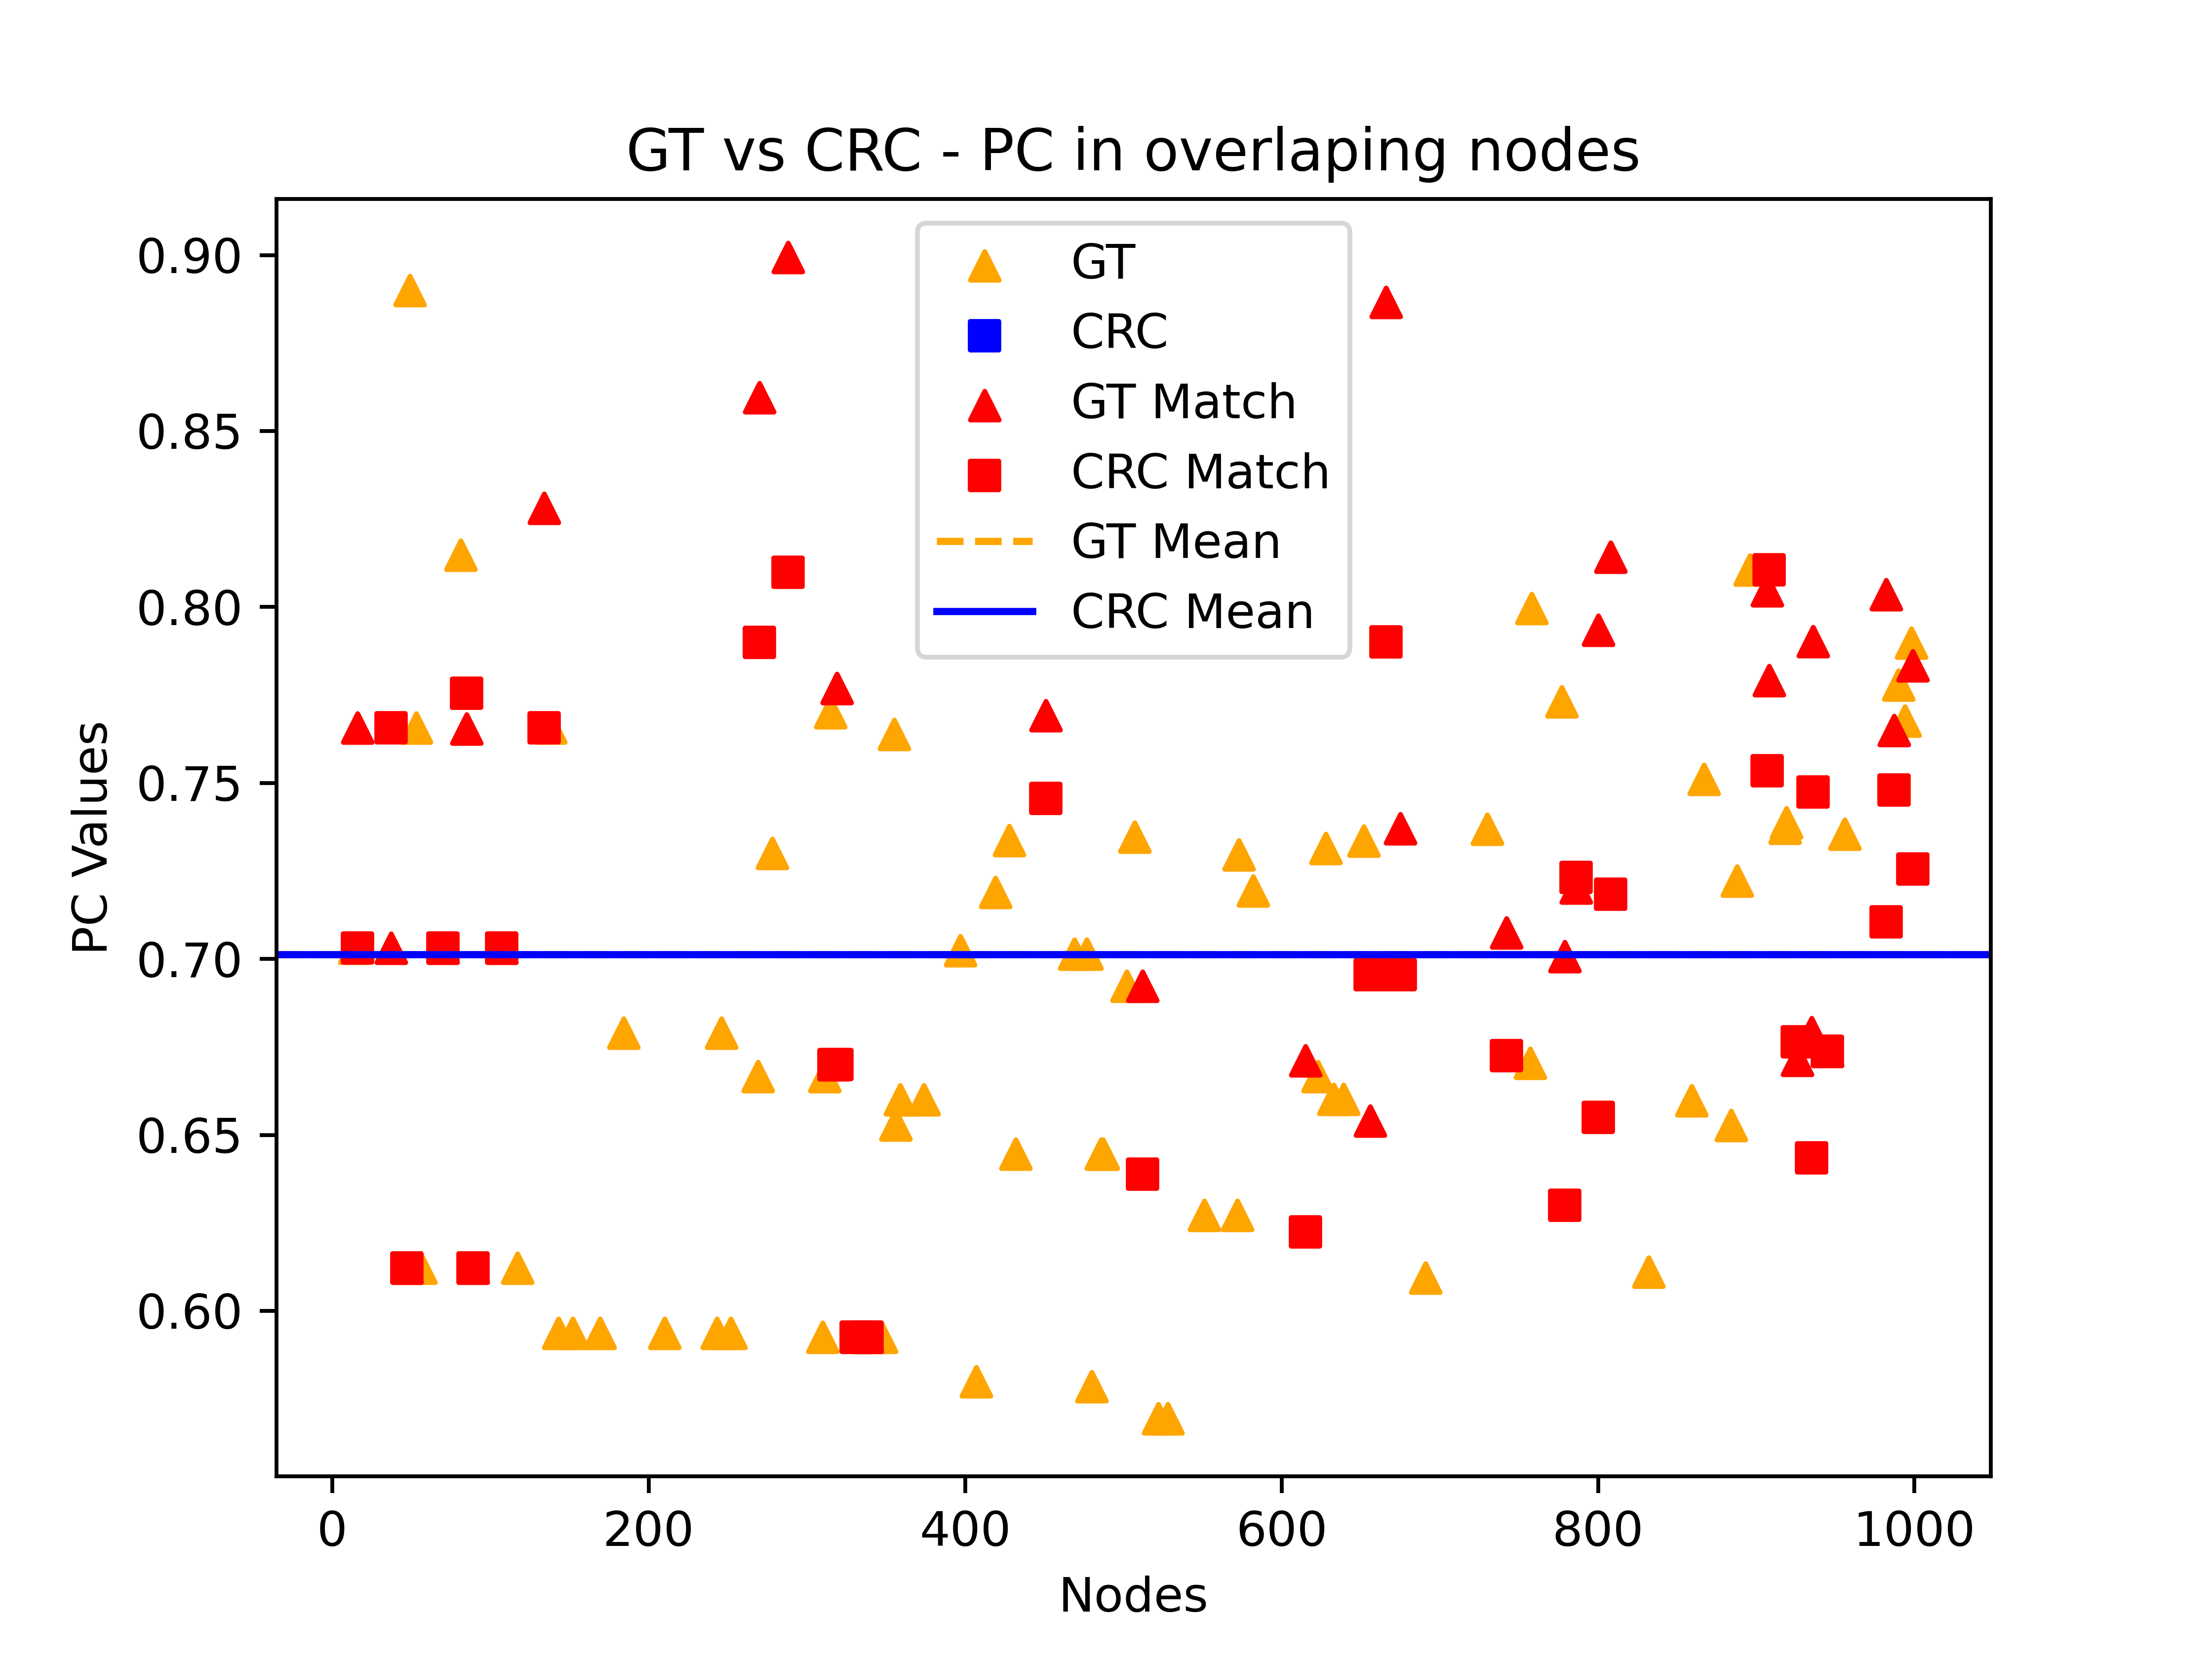 GT vs CRC - PC in overlaping nodes
GT
CRC
GT Match
CRC Match
GT Mean
CRC Mean
0.90
0.85
0.80
0.75
0.70
0.65
0.60
PC Values
0 200 400 600 800 1000
Nodes